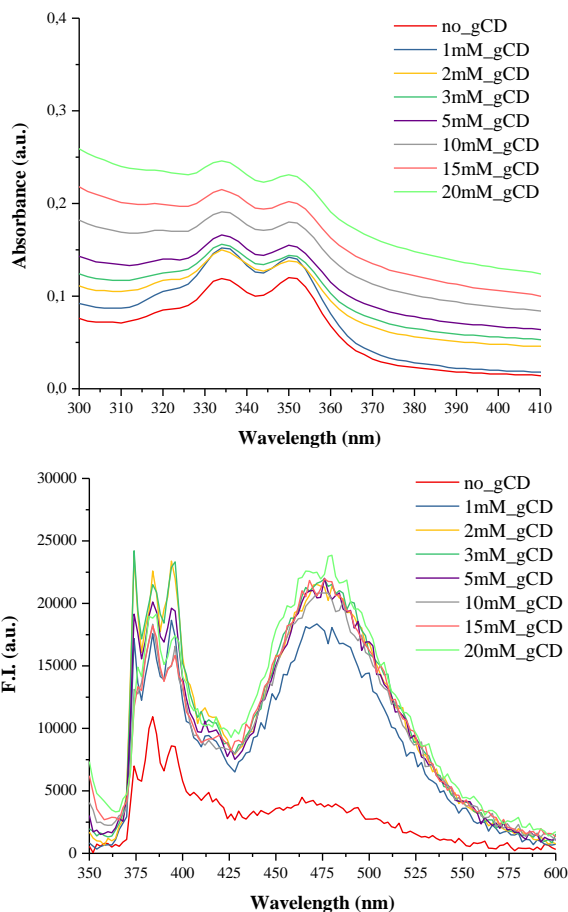 0,4
0,3
0,2
0,1
0,0
Absorbance (a.u.)
no_gCD
1mM_gCD
2mM_gCD
3mM_gCD
5mM_gCD
10mM_gCD
15mM_gCD
20mM_gCD
300 310 320 330 340 350 360 370 380 390 400 410
Wavelength (nm)
30000
25000
20000
15000
10000
5000
0
F.I. (a.u.)
no_gCD
1mM_gCD
2mM_gCD
3mM_gCD
5mM_gCD
10mM_gCD
15mM_gCD
20mM_gCD
350 375 400 425 450 475 500 525 550 575 600
Wavelength (nm)